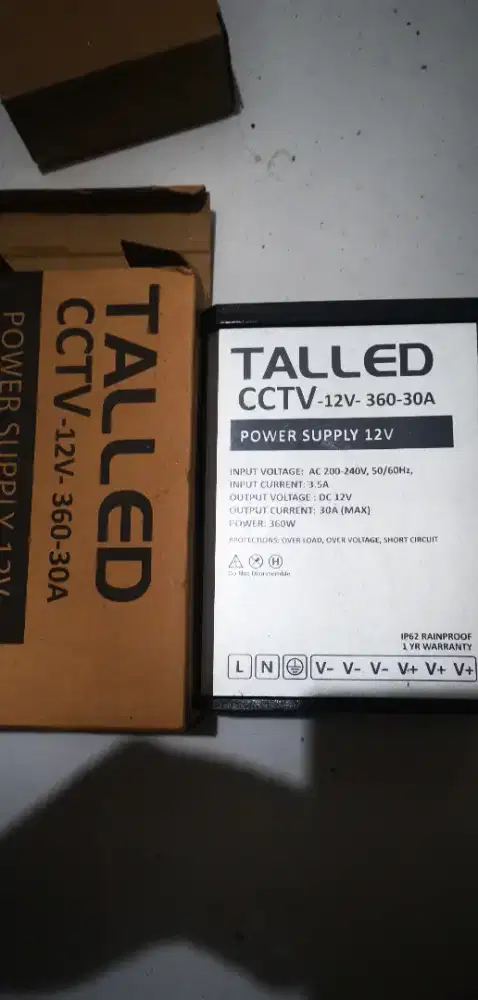 TALLED
CCTV-12V- 360-30A
POWER SUPPLY 12V
TALLED
CCTV-12V- 360-30A
POWER SUPPLY 12V
INPUT VOLTAGE: AC 200-240V, 50/60Hz,
INPUT CURRENT: 3.5A
OUTPUT VOLTAGE : DC 12V
OUTPUT CURRENT: 30A (MAX)
POWER: 360W
PROTECTIONS: OVER LOAD, OVER VOLTAGE, SHORT CIRCUIT
H
Do Not
IP62 RAINPROOF
1 YR WARRANTY
L N V- V- V- V+ V+ V+